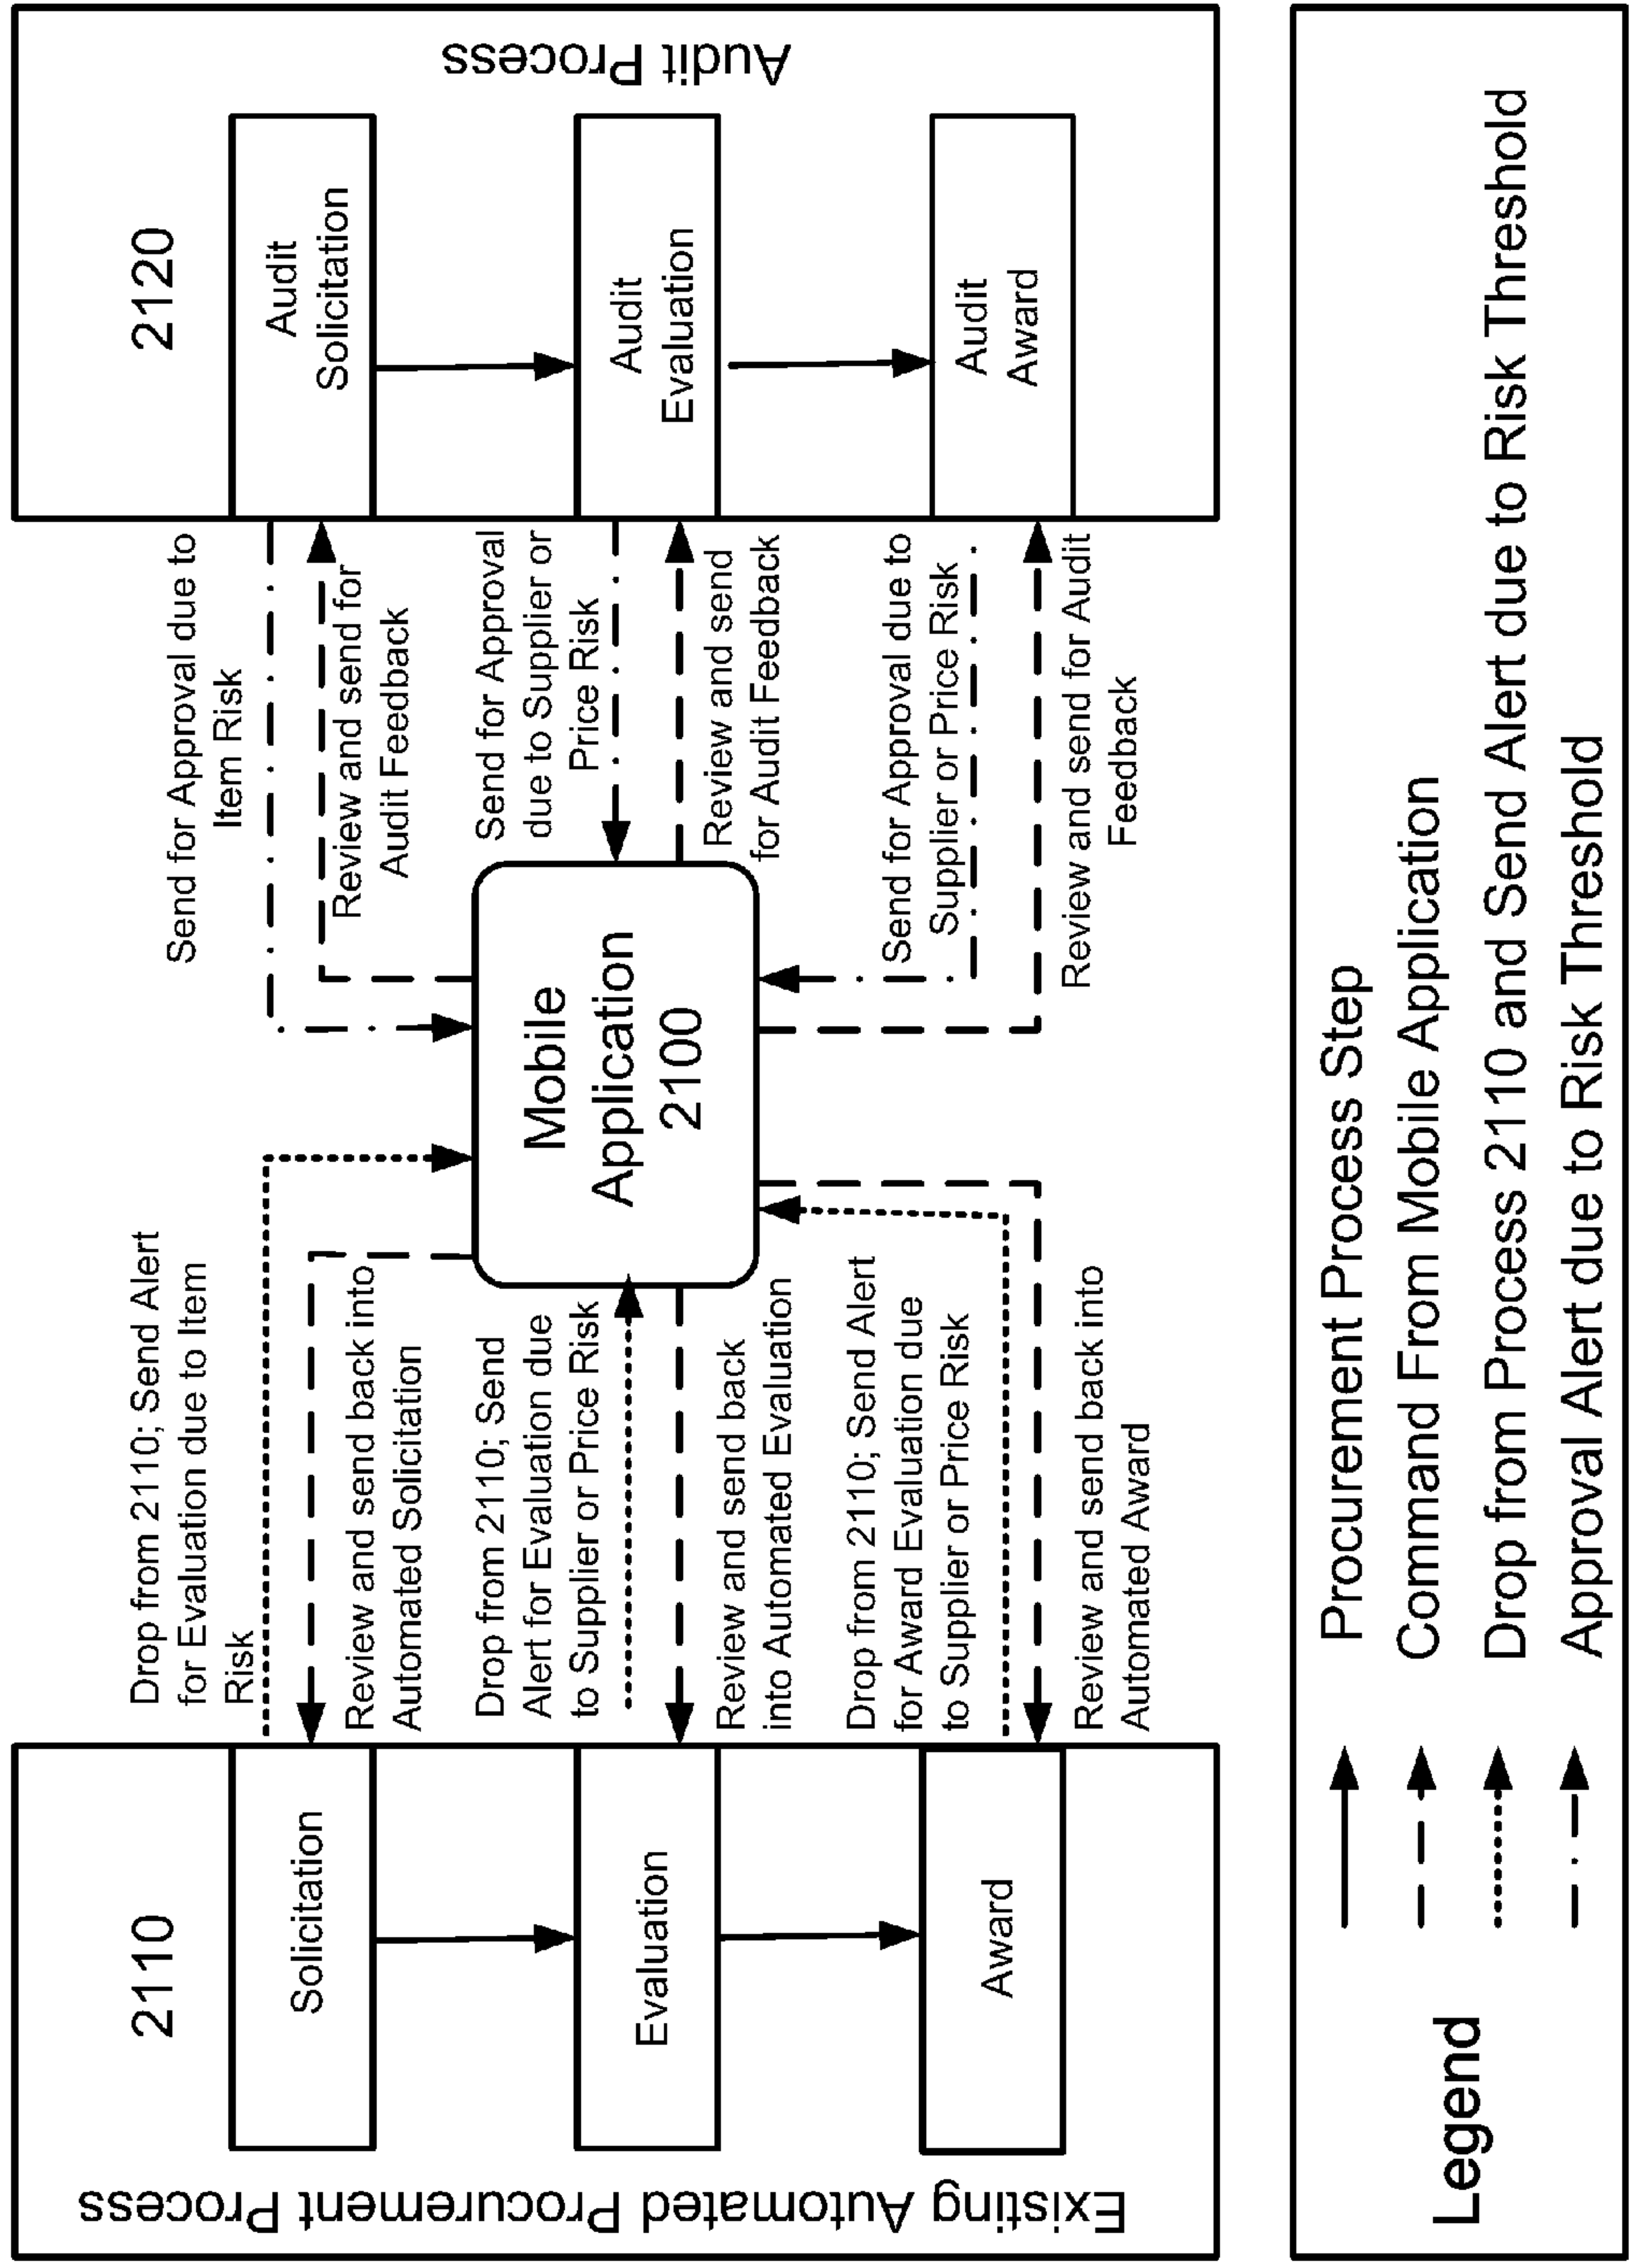 Existing Automated Procurement Process
2110
Solicitation
Evaluation
Award
Drop from 2110; Send Alert
for Evaluation due to Item
Risk
Review and send back into
Automated Solicitation
Drop from 2110; Send
Alert for Evaluation due
to Supplier or Price Risk
Review and send back
into Automated Evaluation
Drop from 2110; Send Alert
for Award Evaluation due
to Supplier or Price Risk
Review and send back into
Automated Award
Mobile
Application
2100
Send for Approval due to
Item Risk
Review and send for
Audit Feedback
Send for Approval
due to Supplier or
Price Risk
Review and send
for Audit Feedback
Send for Approval due to
Supplier or Price Risk
Review and send for Audit
Feedback
2120
Audit
Solicitation
Audit
Evaluation
Audit
Award
Audit Process
Legend
Procurement Process Step
Command From Mobile Application
Drop from Process 2110 and Send Alert due to Risk Threshold
Approval Alert due to Risk Threshold